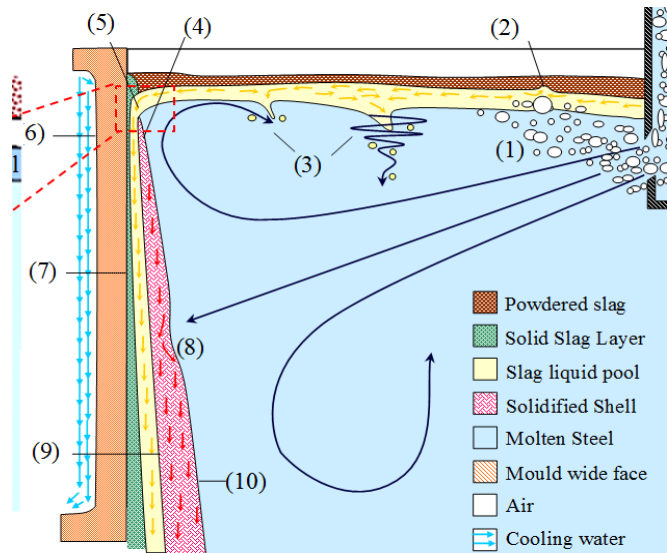 (5)
(4)
(2)
6)
(3)
(1)
1
(7)
(8)
(9)
(10)
Powdered slag
Solid Slag Layer
Slag liquid pool
Solidified Shell
Molten Steel
Mould wide face
Air
Cooling water